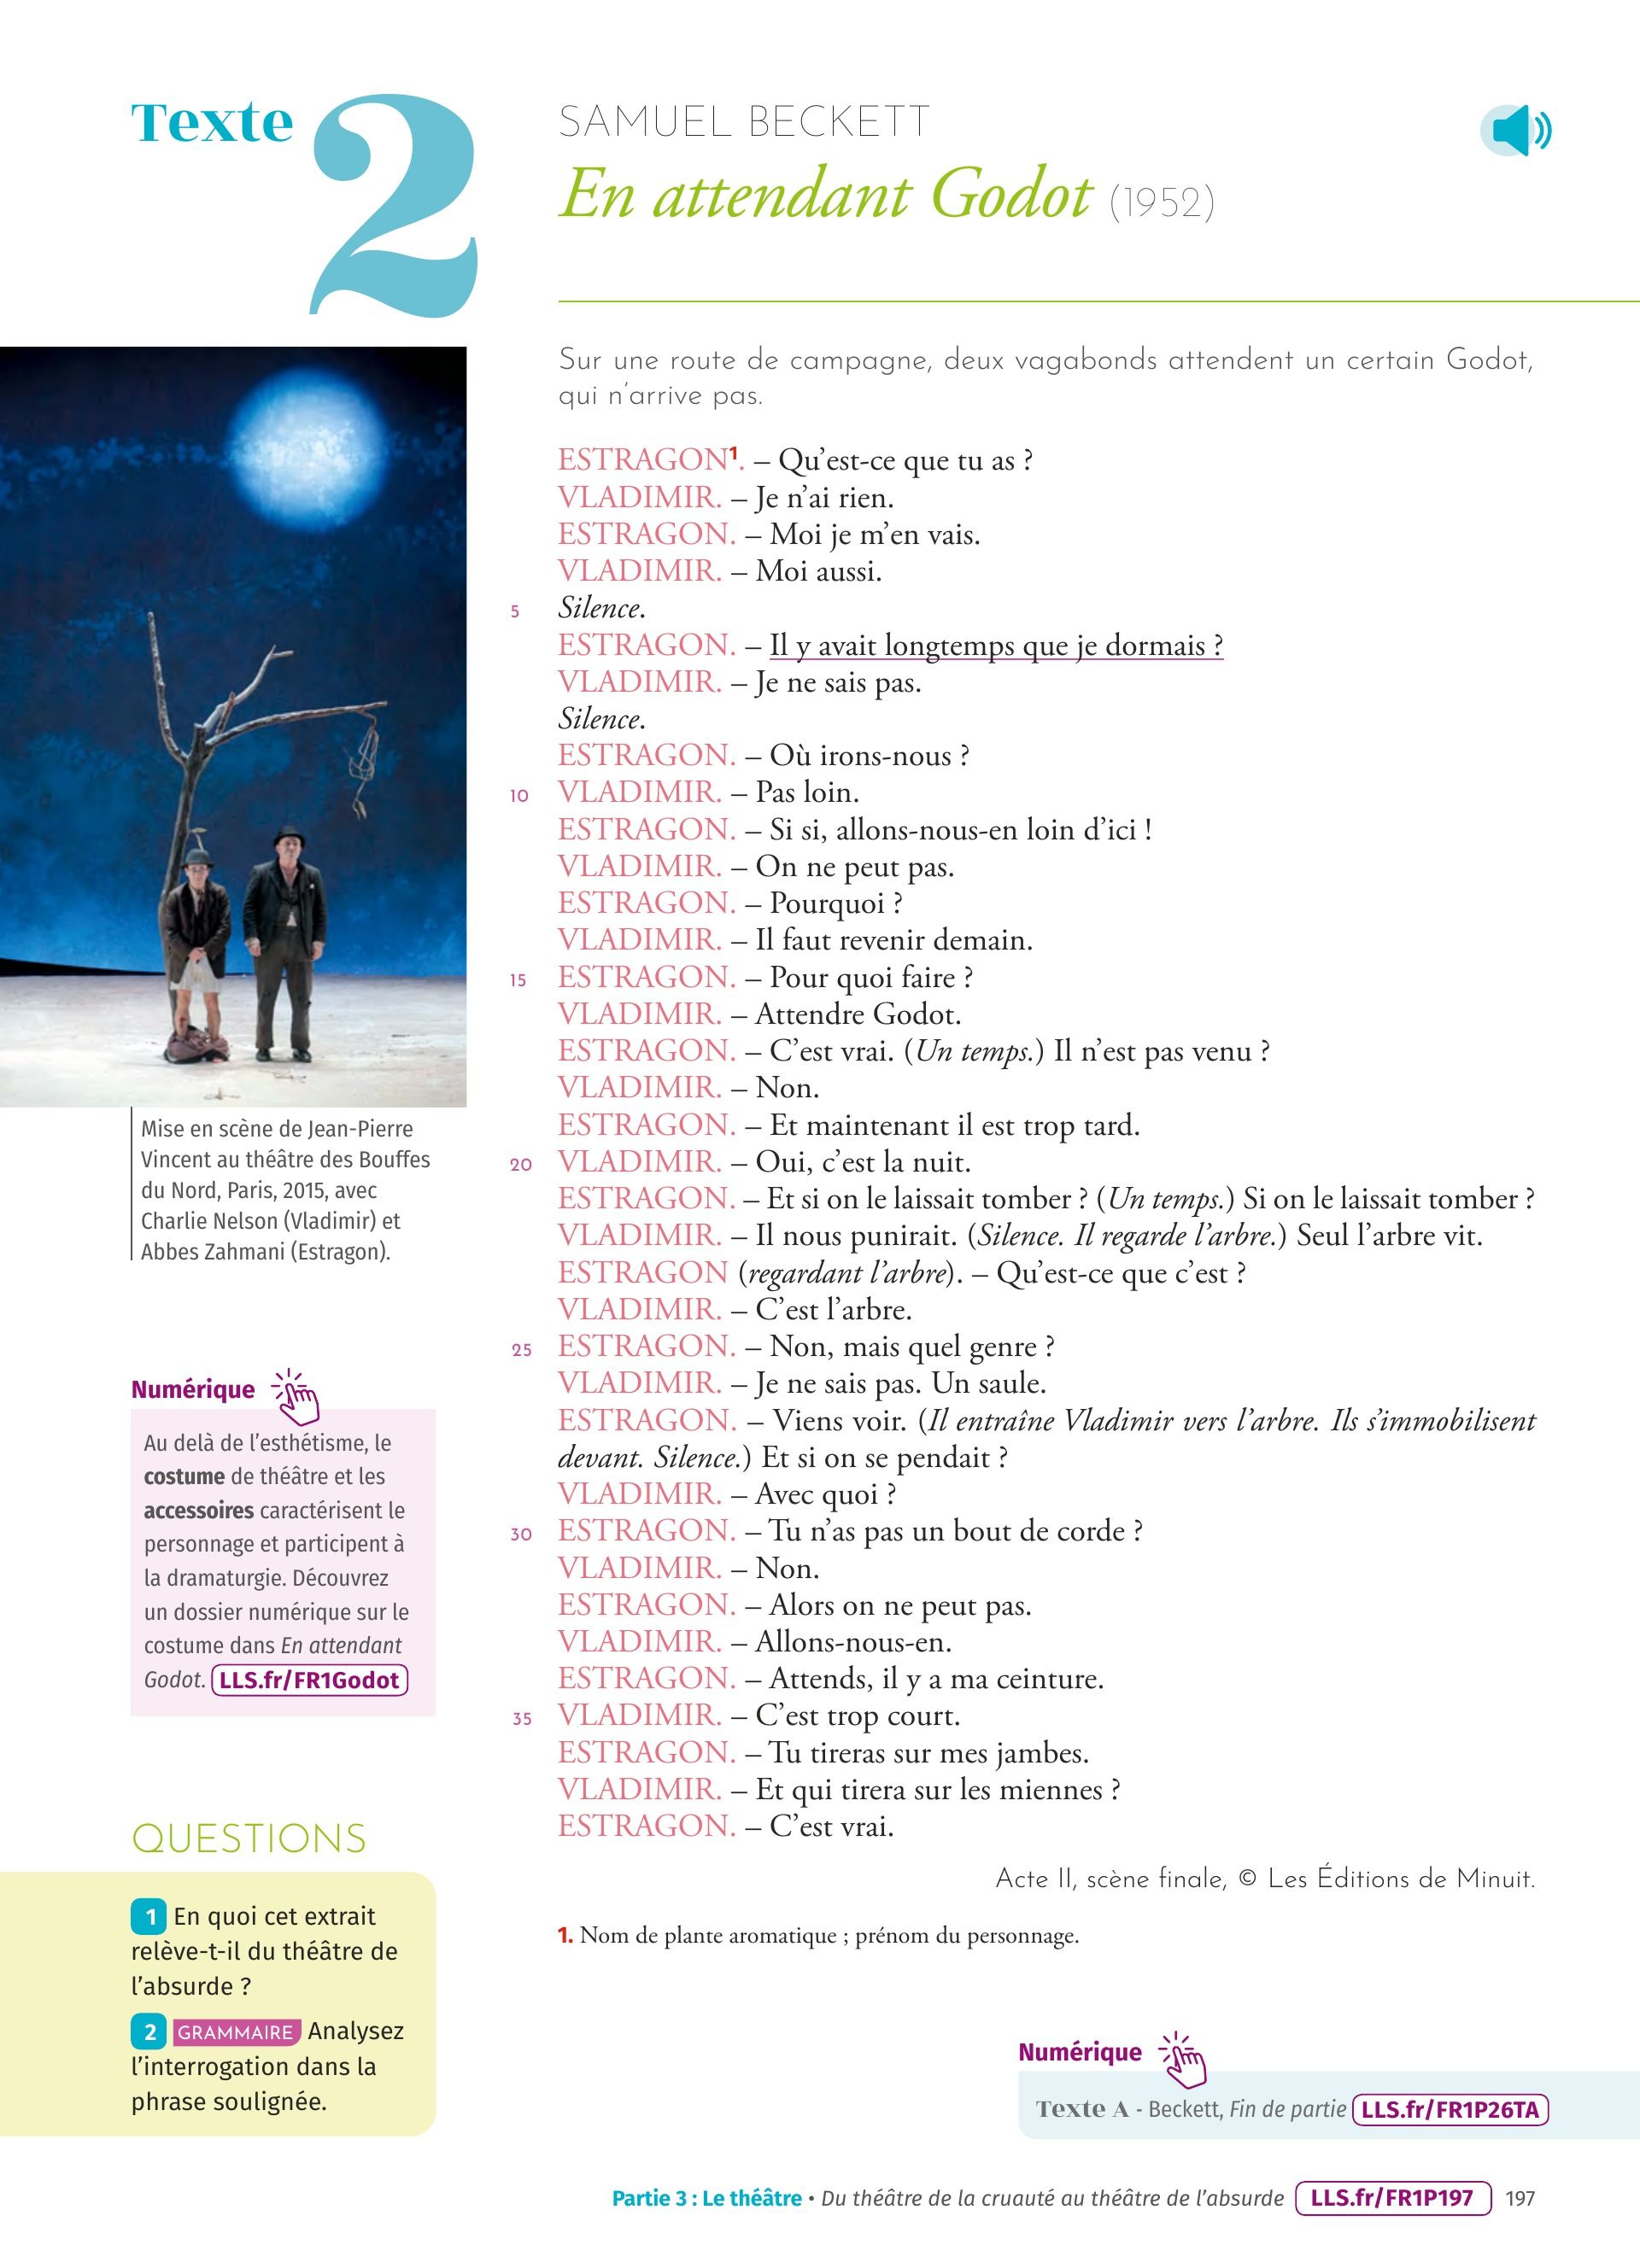 Texte 2
SAMUEL BECKETT
En attendant Godot (1952)
Sur une route de campagne, deux vagabonds attendent un certain Godot,
qui n'arrive pas.
ESTRAGON¹. – Qu'est-ce que tu as ?
VLADIMIR. – Je n'ai rien.
ESTRAGON. – Moi je m'en vais.
VLADIMIR. – Moi aussi.
5 Silence.
ESTRAGON. – Il y avait longtemps que je dormais ?
VLADIMIR. – Je ne sais pas.
Silence.
ESTRAGON. – Où irons-nous ?
10 VLADIMIR. – Pas loin.
ESTRAGON. – Si si, allons-nous-en loin d'ici !
VLADIMIR. – On ne peut pas.
ESTRAGON. – Pourquoi ?
VLADIMIR. – Il faut revenir demain.
15 ESTRAGON. – Pour quoi faire ?
VLADIMIR. – Attendre Godot.
ESTRAGON. – C'est vrai. (Un temps.) Il n'est pas venu ?
VLADIMIR. – Non.
ESTRAGON. – Et maintenant il est trop tard.
20 VLADIMIR. – Oui, c'est la nuit.
ESTRAGON. – Et si on le laissait tomber ? (Un temps.) Si on le laissait tomber ?
VLADIMIR. – Il nous punirait. (Silence. Il regarde l'arbre.) Seul l'arbre vit.
ESTRAGON (regardant l'arbre). – Qu'est-ce que c'est ?
VLADIMIR. – C'est l'arbre.
25 ESTRAGON. – Non, mais quel genre ?
VLADIMIR. – Je ne sais pas. Un saule.
ESTRAGON. – Viens voir. (Il entraîne Vladimir vers l'arbre. Ils s'immobilisent
devant. Silence.) Et si on se pendait ?
VLADIMIR. – Avec quoi ?
30 ESTRAGON. – Tu n'as pas un bout de corde ?
VLADIMIR. – Non.
ESTRAGON. – Alors on ne peut pas.
VLADIMIR. – Allons-nous-en.
ESTRAGON. – Attends, il y a ma ceinture.
35 VLADIMIR. – C'est trop court.
ESTRAGON. – Tu tireras sur mes jambes.
VLADIMIR. – Et qui tirera sur les miennes ?
ESTRAGON. – C'est vrai.
Acte II, scène finale, © Les Éditions de Minuit.
1. Nom de plante aromatique ; prénom du personnage.
Mise en scène de Jean-Pierre
Vincent au théâtre des Bouffes
du Nord, Paris, 2015, avec
Charlie Nelson (Vladimir) et
Abbes Zahmani (Estragon).
Numérique
Au delà de l'esthétisme, le
costume de théâtre et les
accessoires caractérisent le
personnage et participent à
la dramaturgie. Découvrez
un dossier numérique sur le
costume dans En attendant
Godot. LLS.fr/FR1Godot
QUESTIONS
1 En quoi cet extrait
relève-t-il du théâtre de
l'absurde ?
2 GRAMMAIRE Analysez
l'interrogation dans la
phrase soulignée.
Numérique
Texte A - Beckett, Fin de partie LLS.fr/FR1P26TA
Partie 3 : Le théâtre • Du théâtre de la cruauté au théâtre de l'absurde LLS.fr/FR1P197 197